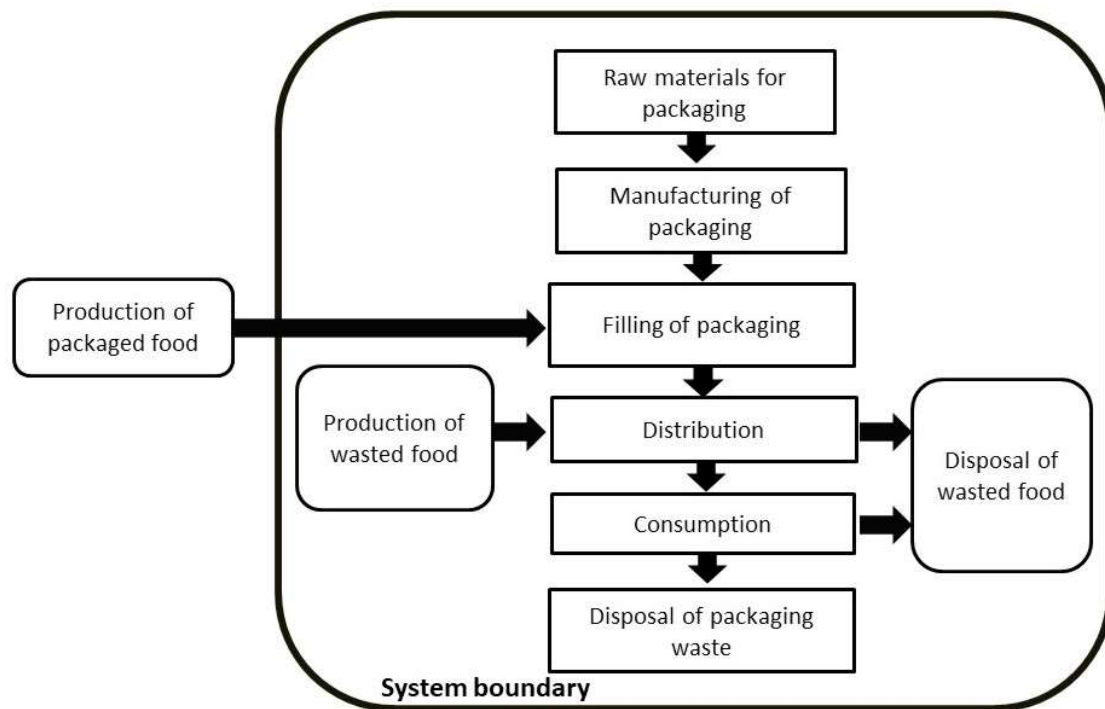 Raw materials for
packaging
Manufacturing of
packaging
Production of
packaged food
Filling of packaging
Production of
wasted food
Distribution
Disposal of
wasted food
Consumption
Disposal of packaging
waste
System boundary